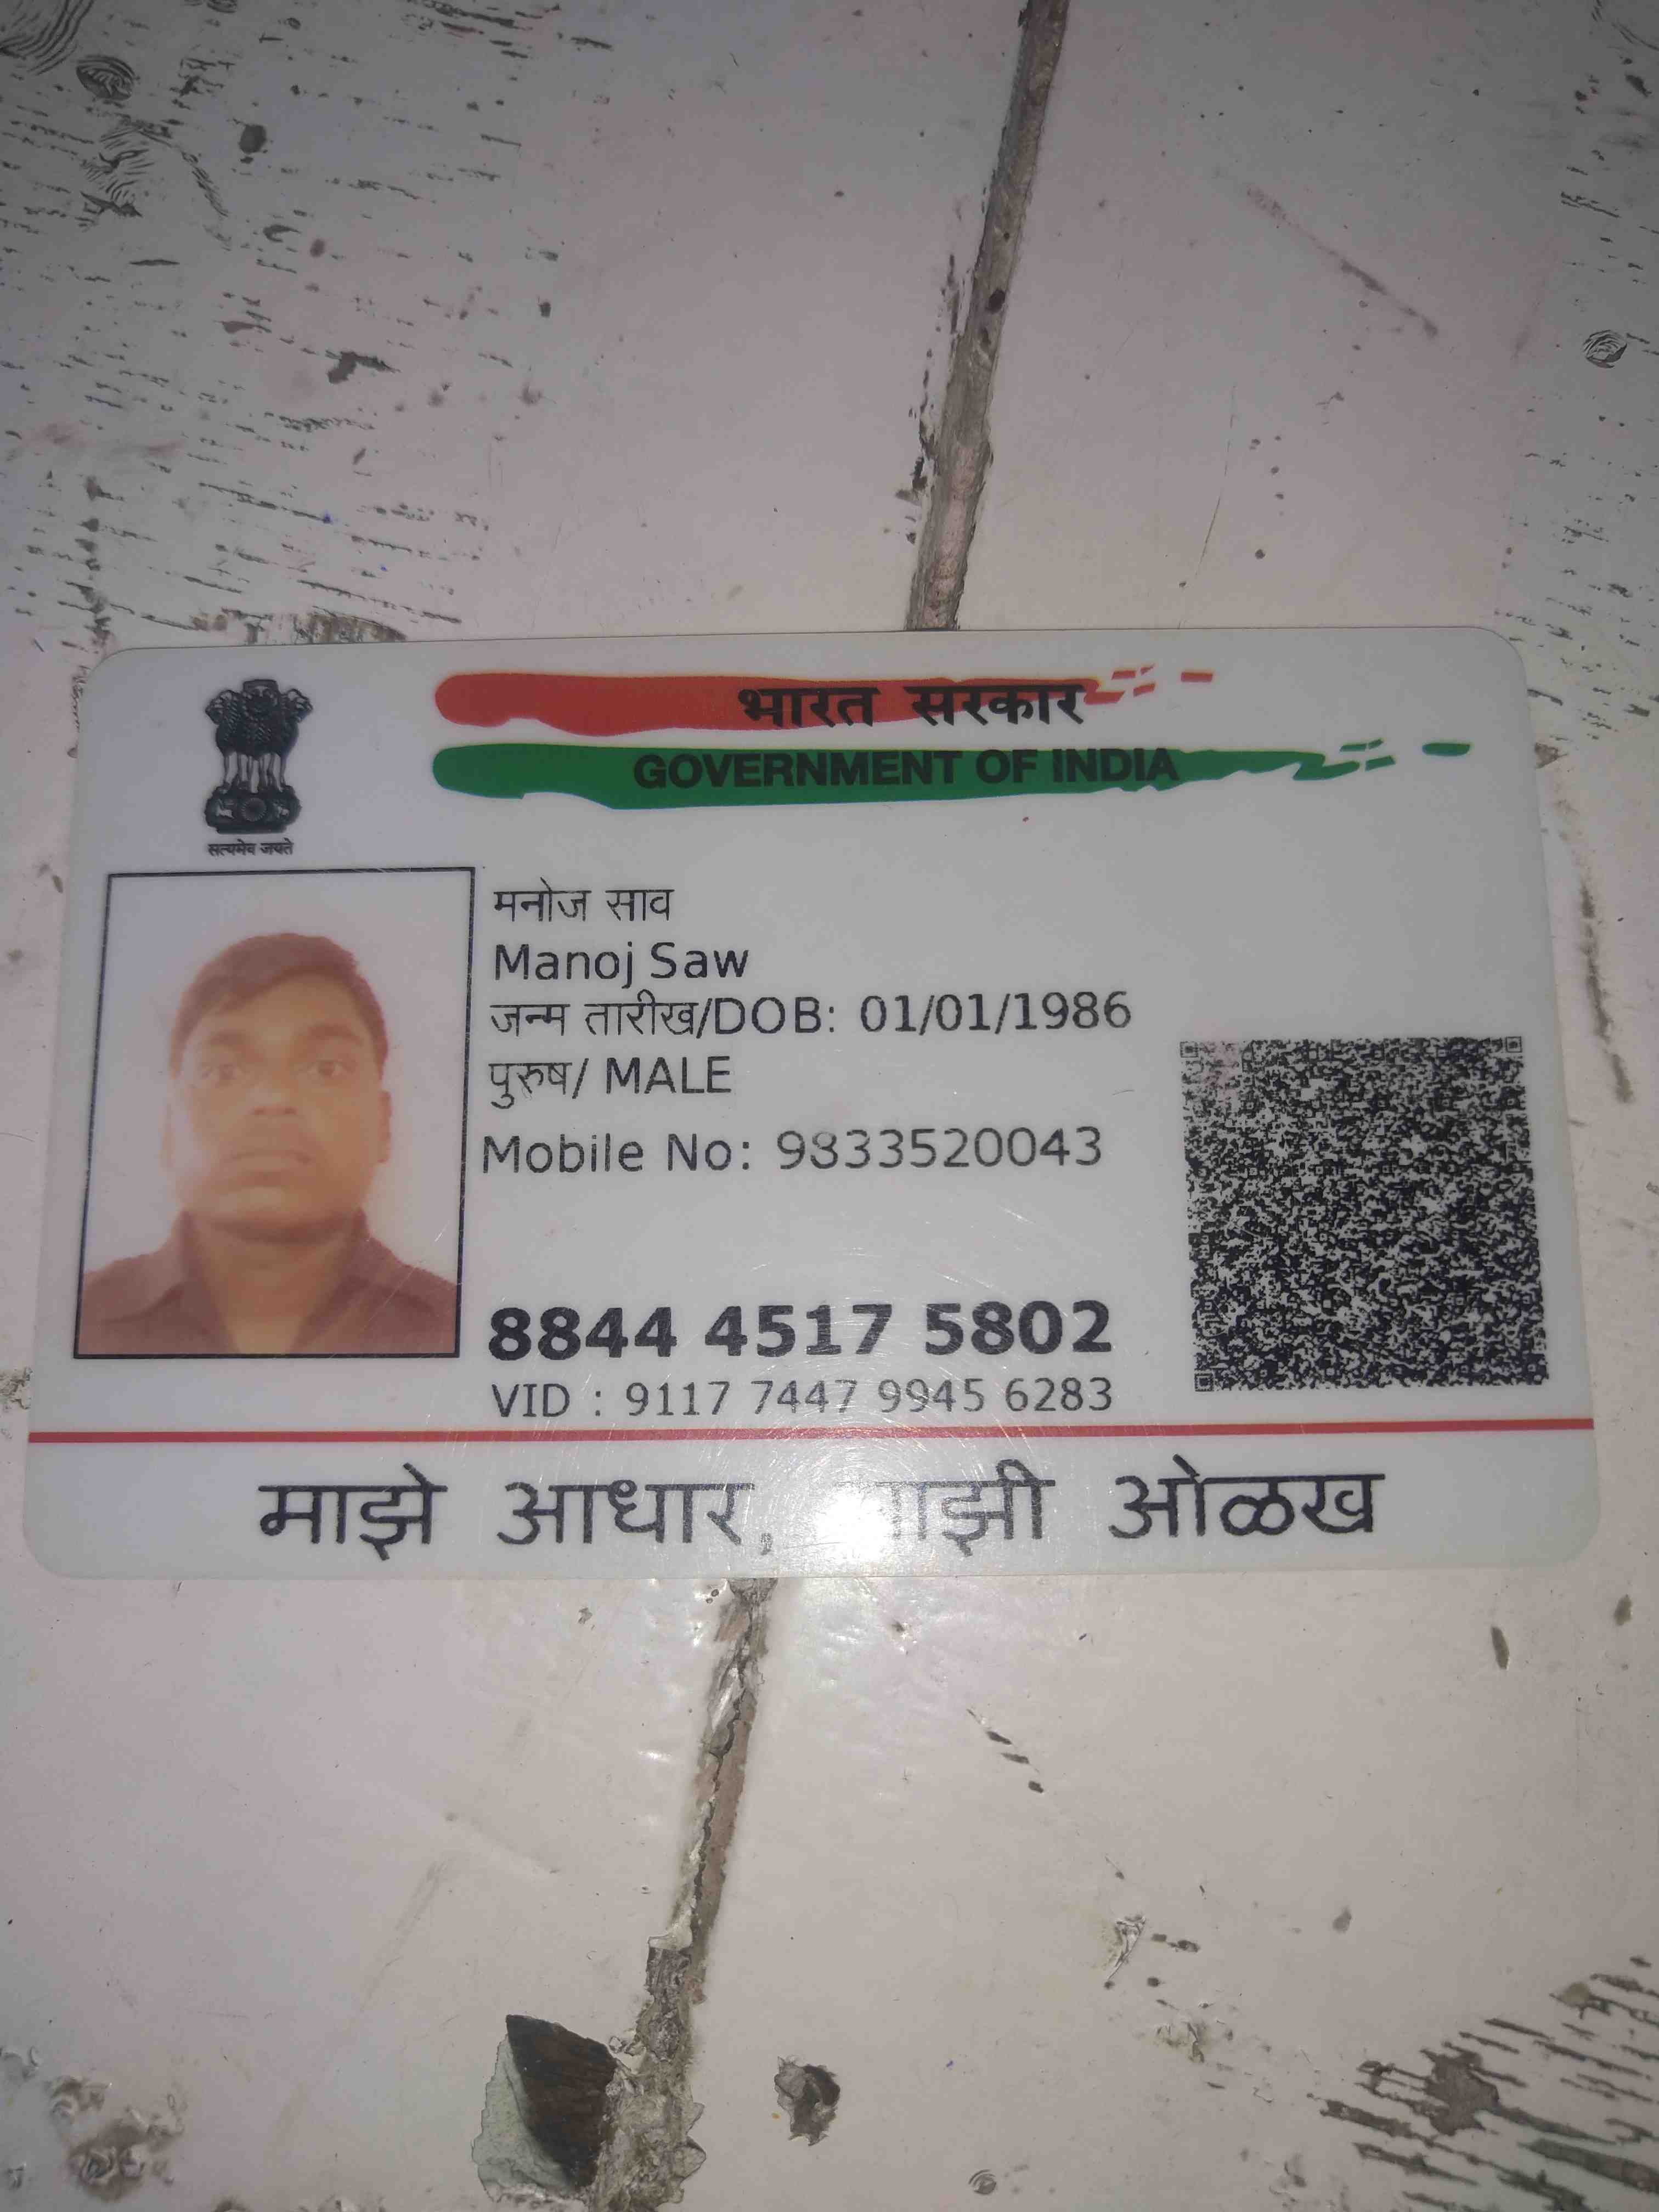 भारत सरकार
GOVERNMENT OF INDIA
सत्यमेव जयते
मनोज साव
Manoj Saw
जन्म तारीख/DOB: 01/01/1986
पुरुष/ MALE
Mobile No: 9833520043
8844 4517 5802
VID : 9117 7447 9945 6283
माझे आधार, ओळख